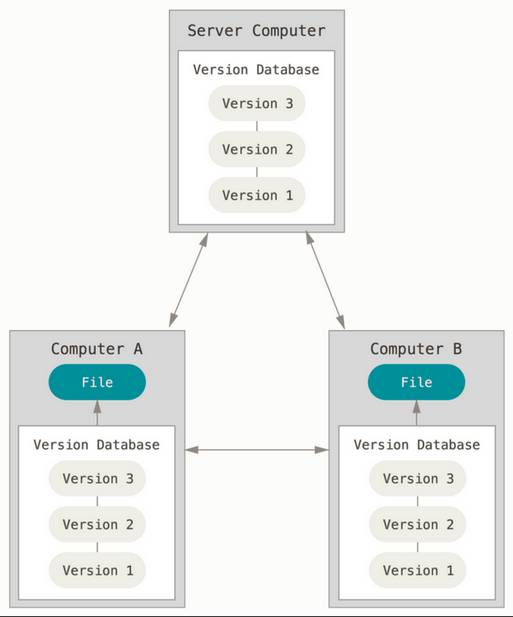 Server Computer
Version Database
Version 3
Version 2
Version 1
Computer A
File
Version Database
Version 3
Version 2
Version 1
Computer B
File
Version Database
Version 3
Version 2
Version 1